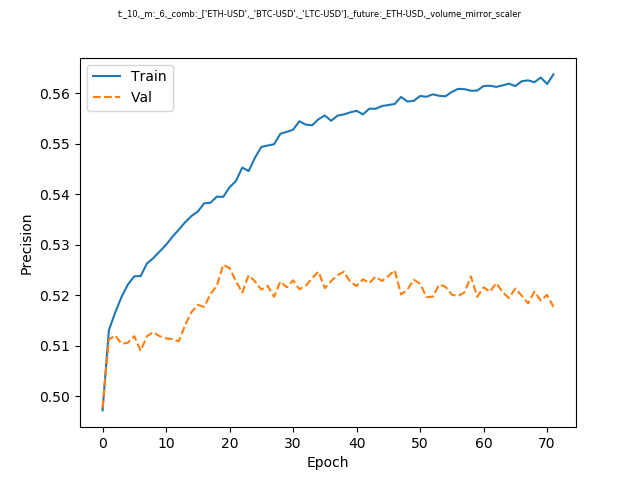 t:_10,_m:_6,_comb:_['ETH-USD',_'BTC-USD',_'LTC-USD'],_future:_ETH-USD,_volume_mirror_scaler
Train
Val
Precision
0.56
0.55
0.54
0.53
0.52
0.51
0.50
0 10 20 30 40 50 60 70
Epoch